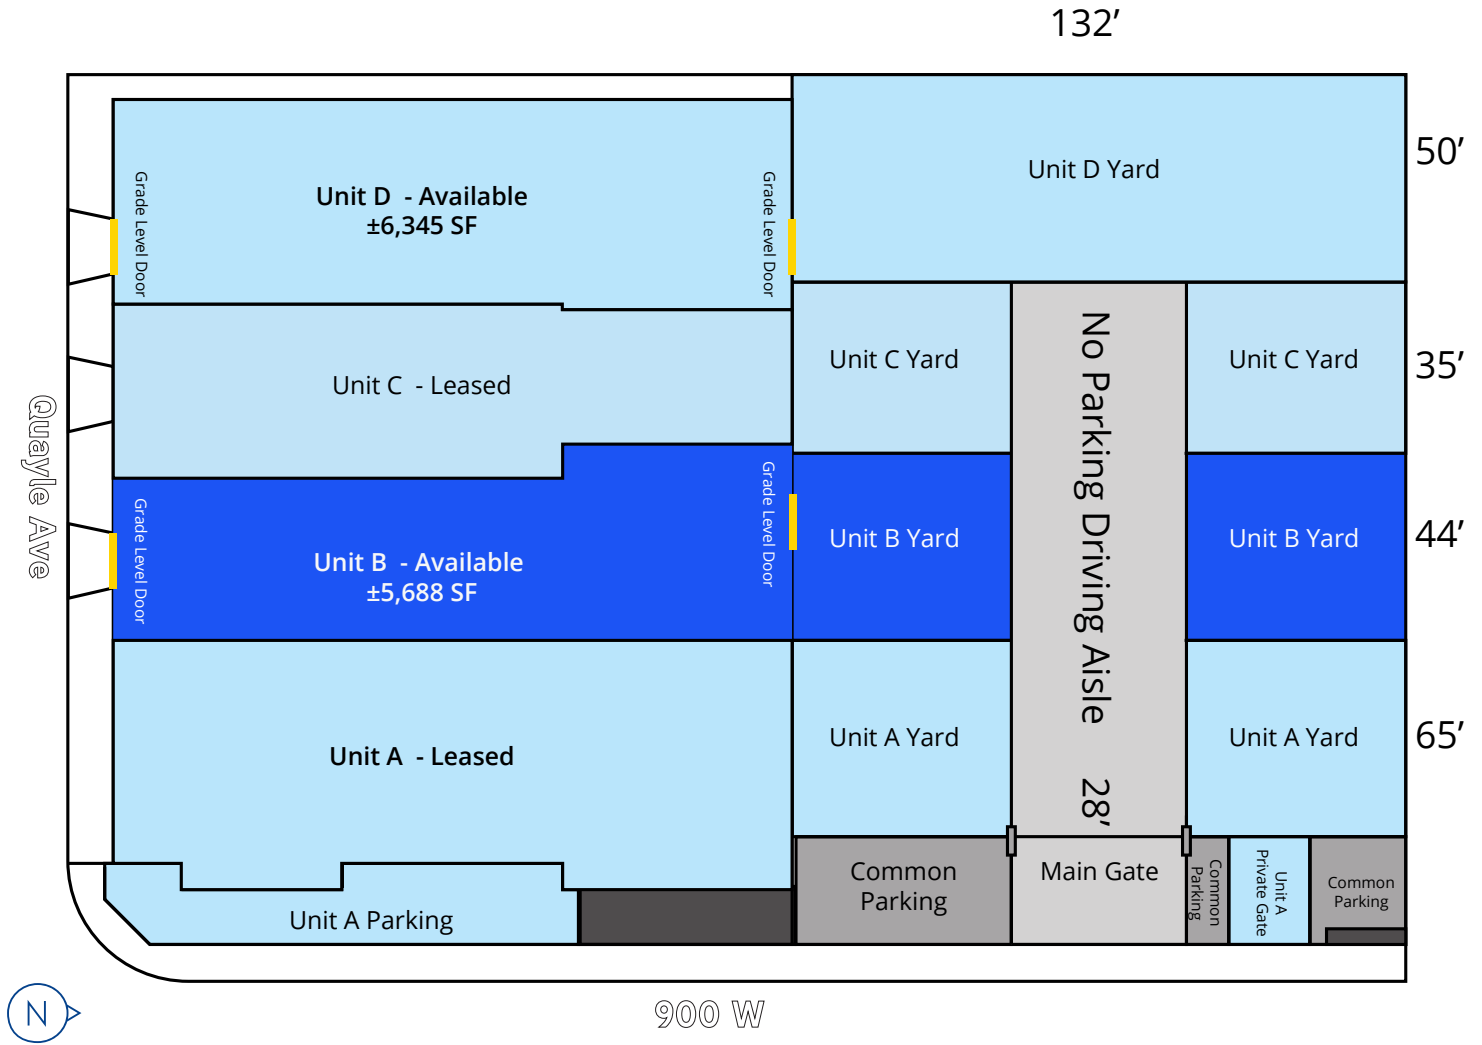 132’
Unit D - Available
±6,345 SF
Grade Level Door
Grade Level Door
Unit D Yard
50’
Unit C - Leased
Unit C Yard
Unit C Yard
35’
No Parking Driving Aisle 28’
Quayle Ave
Grade Level Door
Unit B - Available
±5,688 SF
Grade Level Door
Unit B Yard
Unit B Yard
44’
Unit A - Leased
Unit A Yard
Unit A Yard
65’
Unit A Parking
Common
Parking
Main Gate
Common
Parking
Unit A
Private Gate
Common
Parking
N
900 W